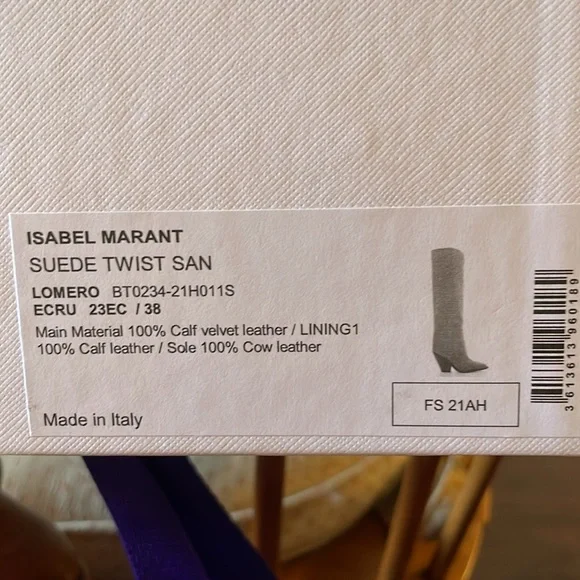 ISABEL MARANT
SUEDE TWIST SAN
LOMERO BT0234-21H011S
ECRU 23EC / 38
Main Material 100% Calf velvet leather / LINING1
100% Calf leather / Sole 100% Cow leather
Made in Italy
FS 21AH
3613613960189